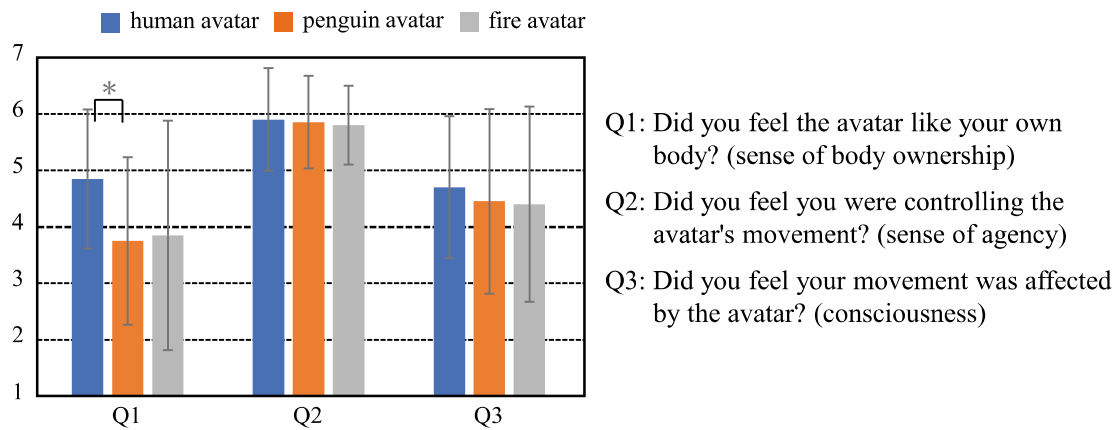 human avatar penguin avatar fire avatar
7
6
5
4
3
2
1
*
Q1 Q2 Q3
Q1: Did you feel the avatar like your own
body? (sense of body ownership)
Q2: Did you feel you were controlling the
avatar's movement? (sense of agency)
Q3: Did you feel your movement was affected
by the avatar? (consciousness)